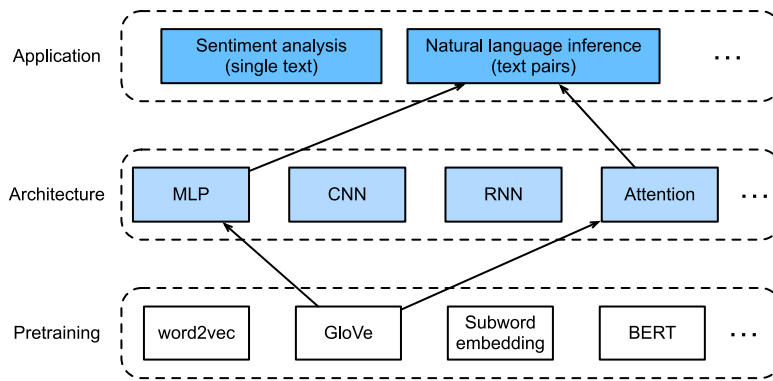 Application
Sentiment analysis
(single text)
Natural language inference
(text pairs)
...
Architecture
MLP
CNN
RNN
Attention
...
Pretraining
word2vec
GloVe
Subword
embedding
BERT
...